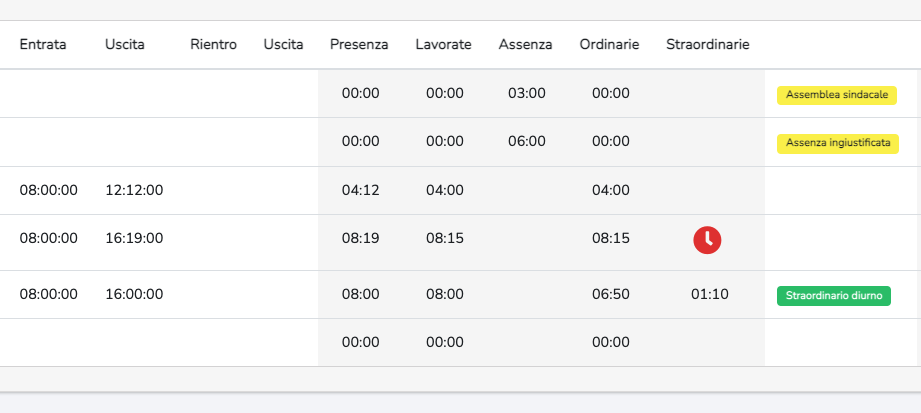 Entrata Uscita Rientro Uscita Presenza Lavorate Assenza Ordinarie Straordinarie
00:00 00:00 03:00 00:00 Assemblea sindacale
00:00 00:00 06:00 00:00 Assenza ingiustificata
08:00:00 12:12:00 04:12 04:00 04:00
08:00:00 16:19:00 08:19 08:15 08:15
08:00:00 16:00:00 08:00 08:00 06:50 01:10 Straordinario diurno
00:00 00:00 00:00